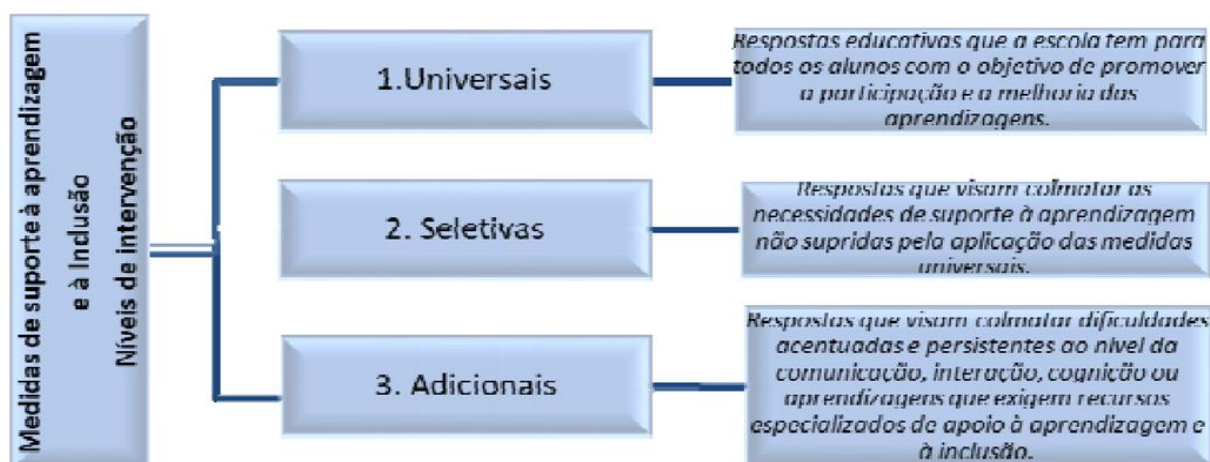 Medidas de suporte à aprendizagem
e à Inclusão
Níveis de intervenção
1.Universais
Respostas educativas que a escola tem para
todos os alunos com o objetivo de promover
a participação e a melhoria das
aprendizagens.
2. Seletivas
Respostas que visam colmatar as
necessidades de suporte à aprendizagem
não supridas pela aplicação das medidas
universais.
3. Adicionais
Respostas que visam colmatar dificuldades
acentuadas e persistentes ao nível da
comunicação, interação, cognição ou
aprendizagens que exigem recursos
especializados de apoio à aprendizagem e
à inclusão.